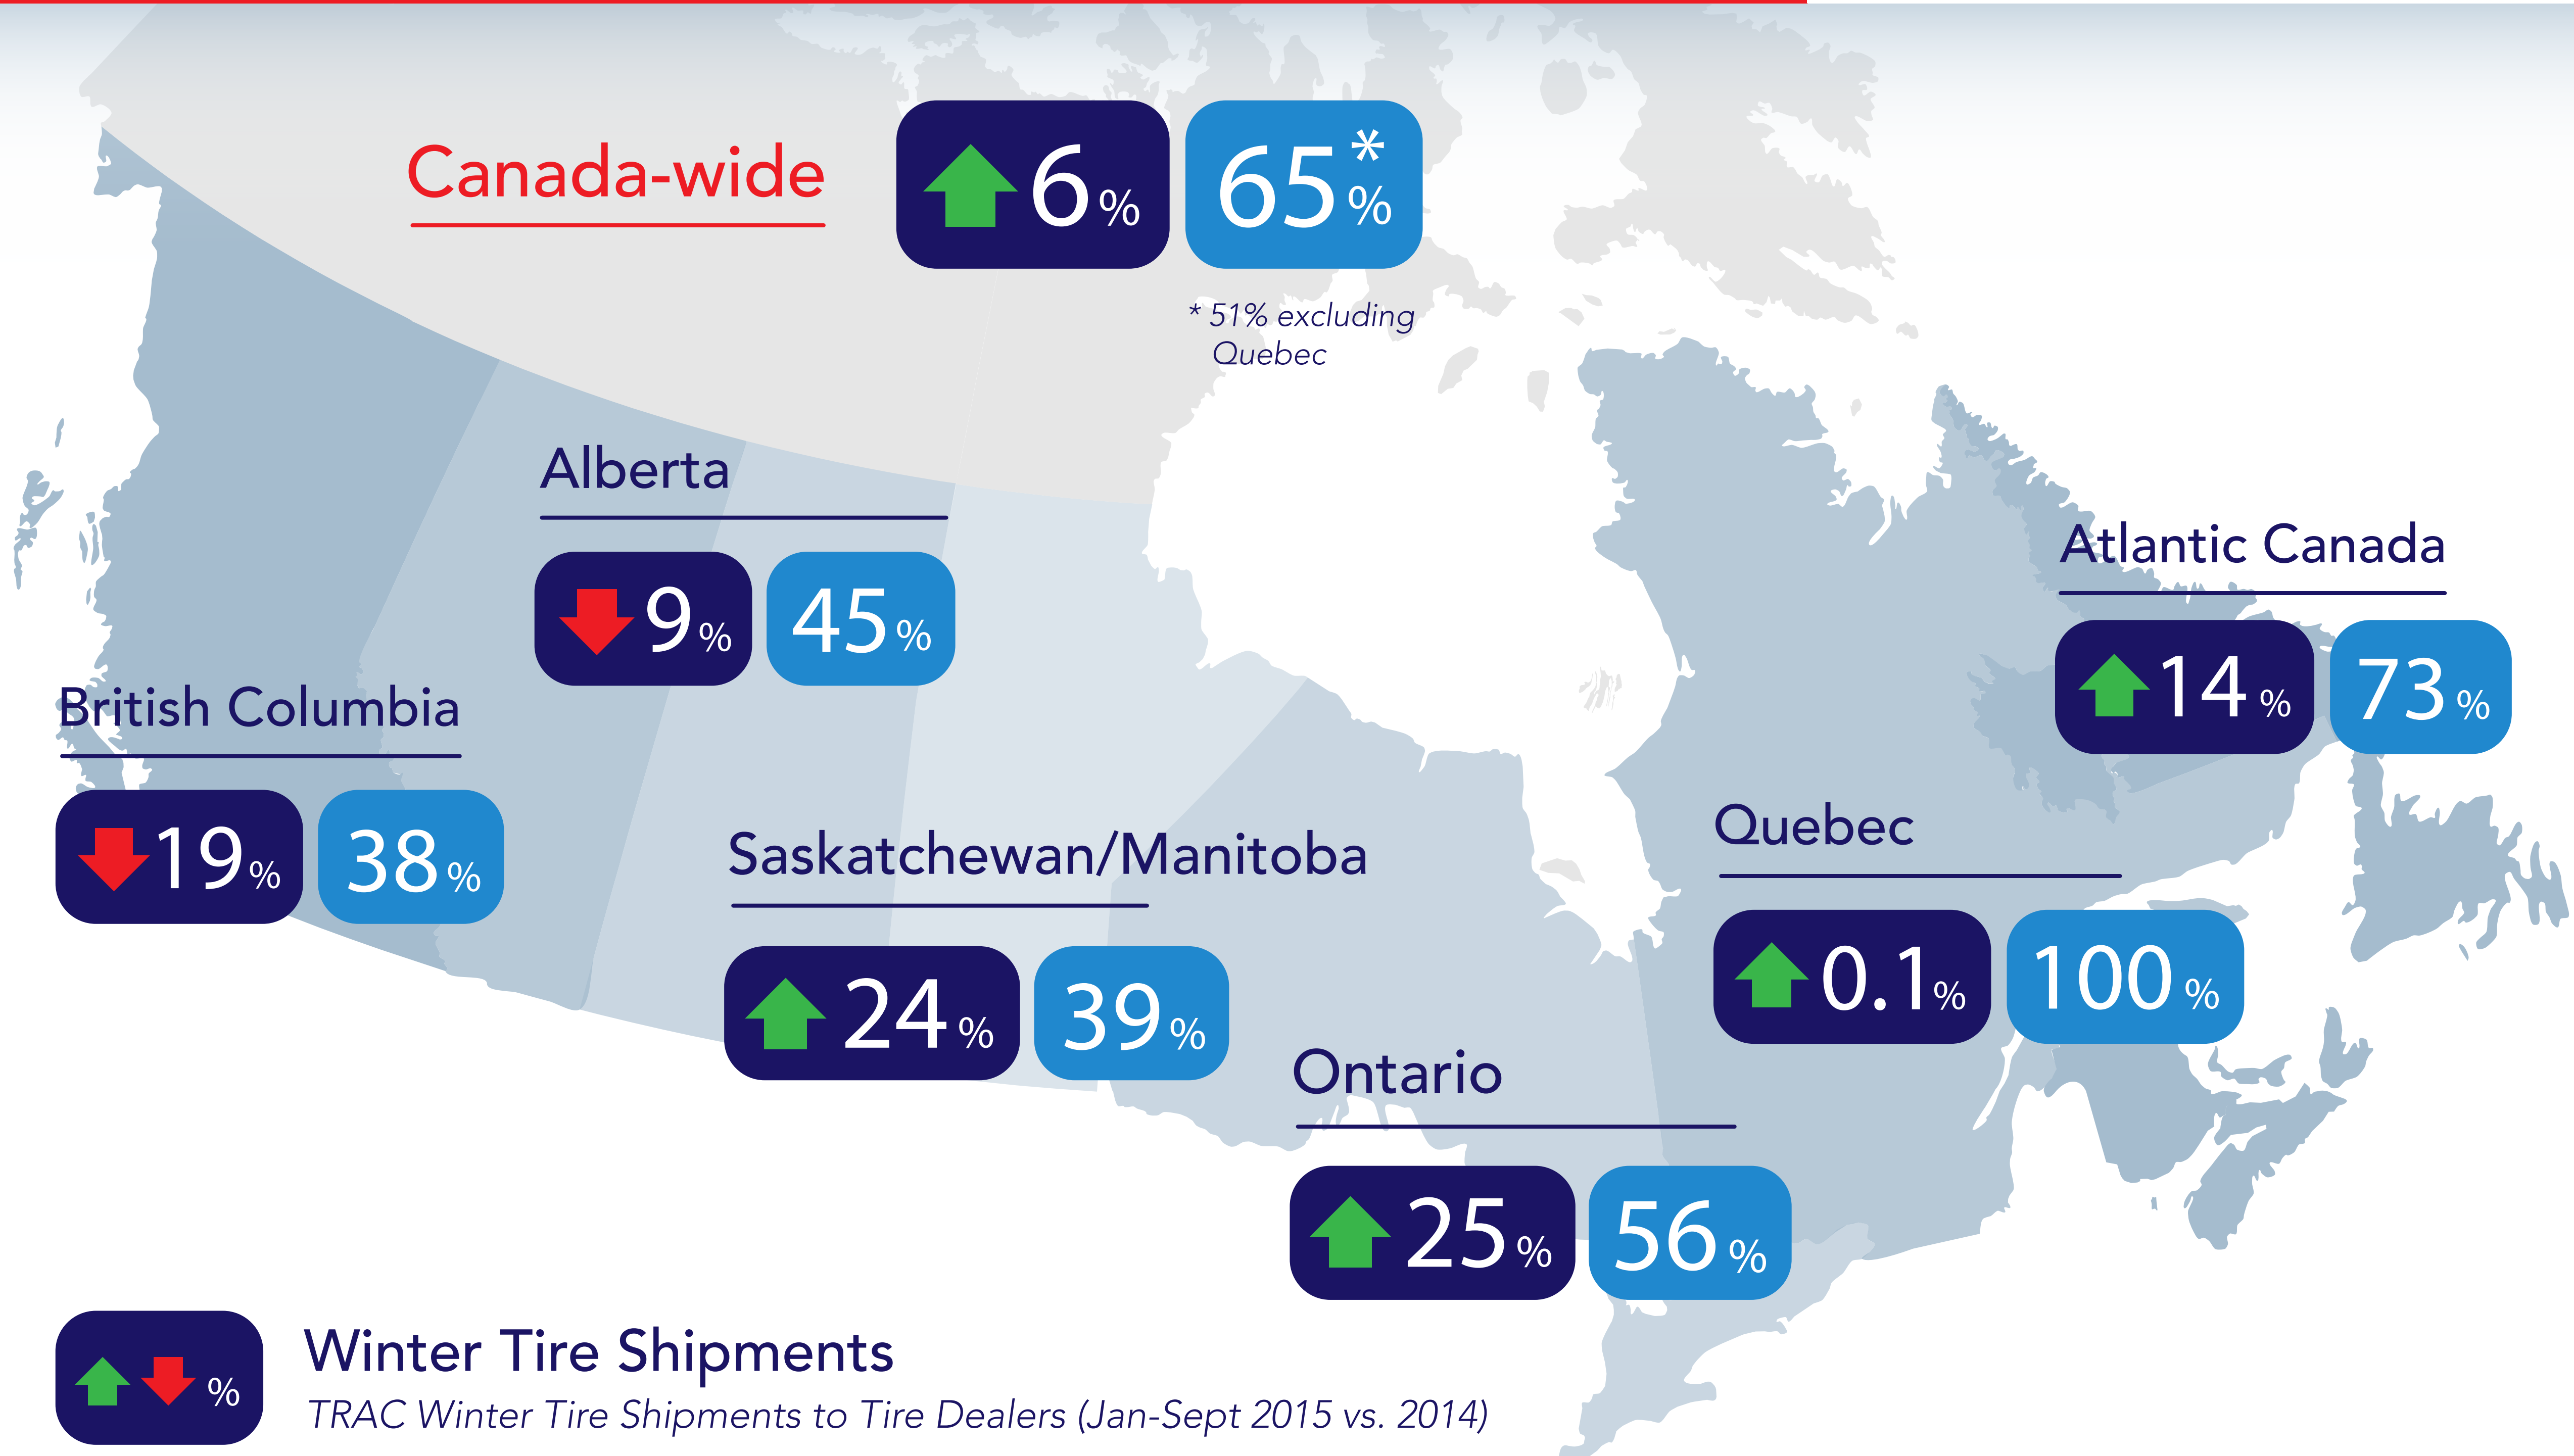 Canada-wide
6%
65%*
* 51% excluding
Quebec
Alberta
9%
45%
Atlantic Canada
14%
73%
British Columbia
19%
38%
Saskatchewan/Manitoba
24%
39%
Quebec
0.1%
100%
Ontario
25%
56%
%
Winter Tire Shipments
TRAC Winter Tire Shipments to Tire Dealers (Jan-Sept 2015 vs. 2014)